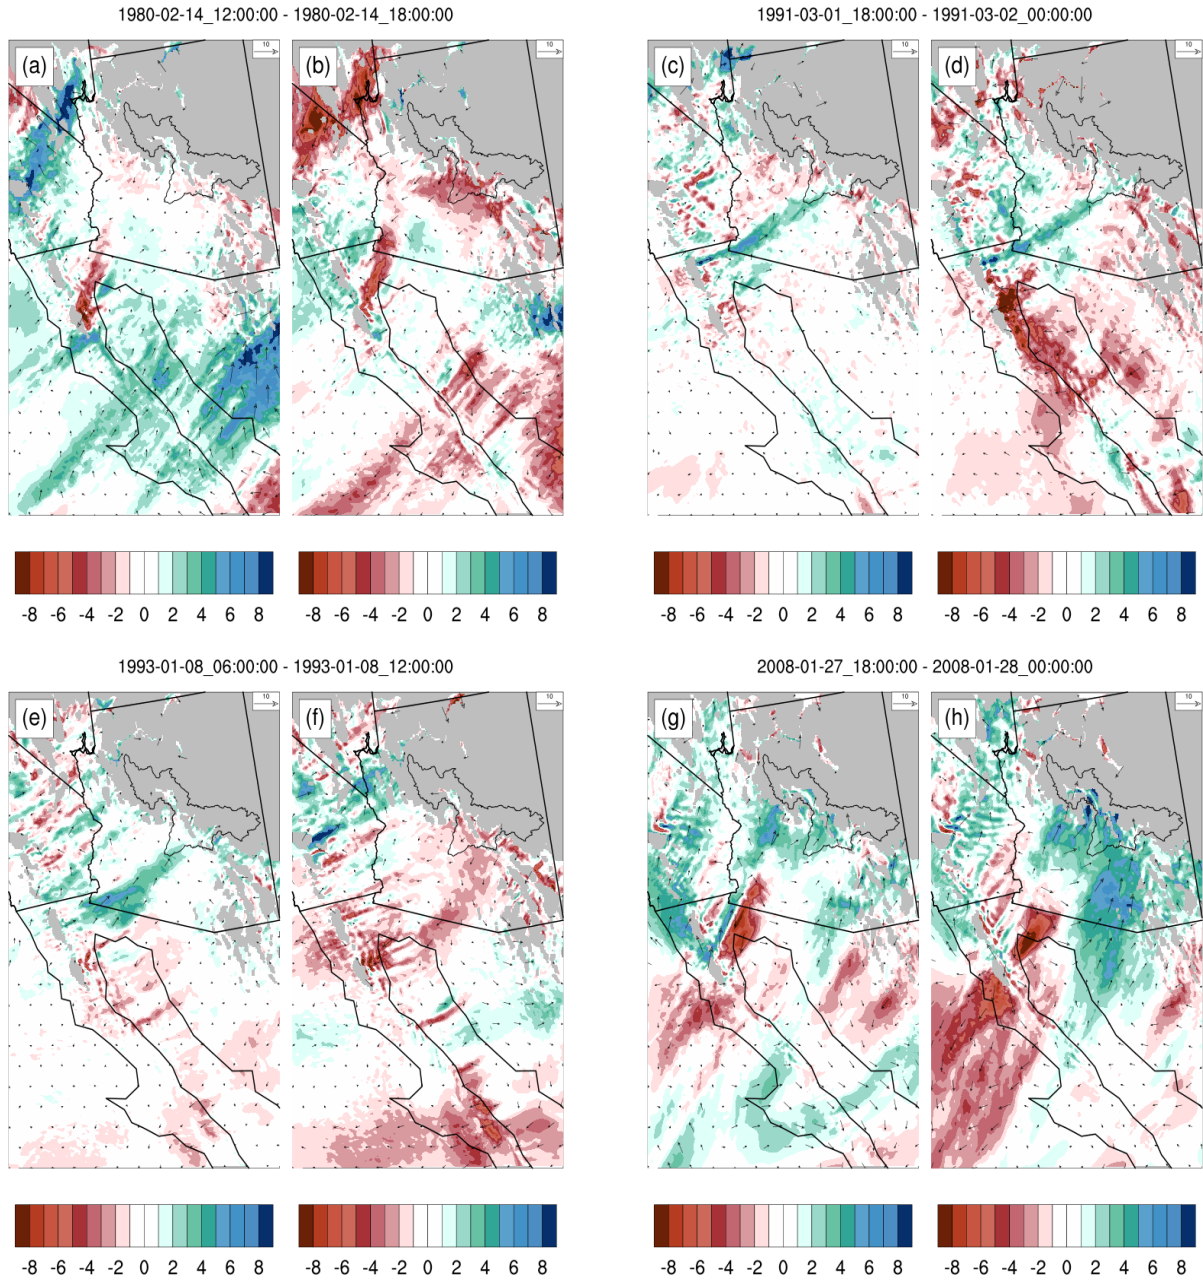 1980-02-14_12:00:00 - 1980-02-14_18:00:00
1991-03-01_18:00:00 - 1991-03-02_00:00:00
(a) 10
(b) 10
(c) 10
(d) 10
-8 -6 -4 -2 0 2 4 6 8
-8 -6 -4 -2 0 2 4 6 8
-8 -6 -4 -2 0 2 4 6 8
-8 -6 -4 -2 0 2 4 6 8
1993-01-08_06:00:00 - 1993-01-08_12:00:00
2008-01-27_18:00:00 - 2008-01-28_00:00:00
(e) 10
(f) 10
(g) 10
(h) 10
-8 -6 -4 -2 0 2 4 6 8
-8 -6 -4 -2 0 2 4 6 8
-8 -6 -4 -2 0 2 4 6 8
-8 -6 -4 -2 0 2 4 6 8